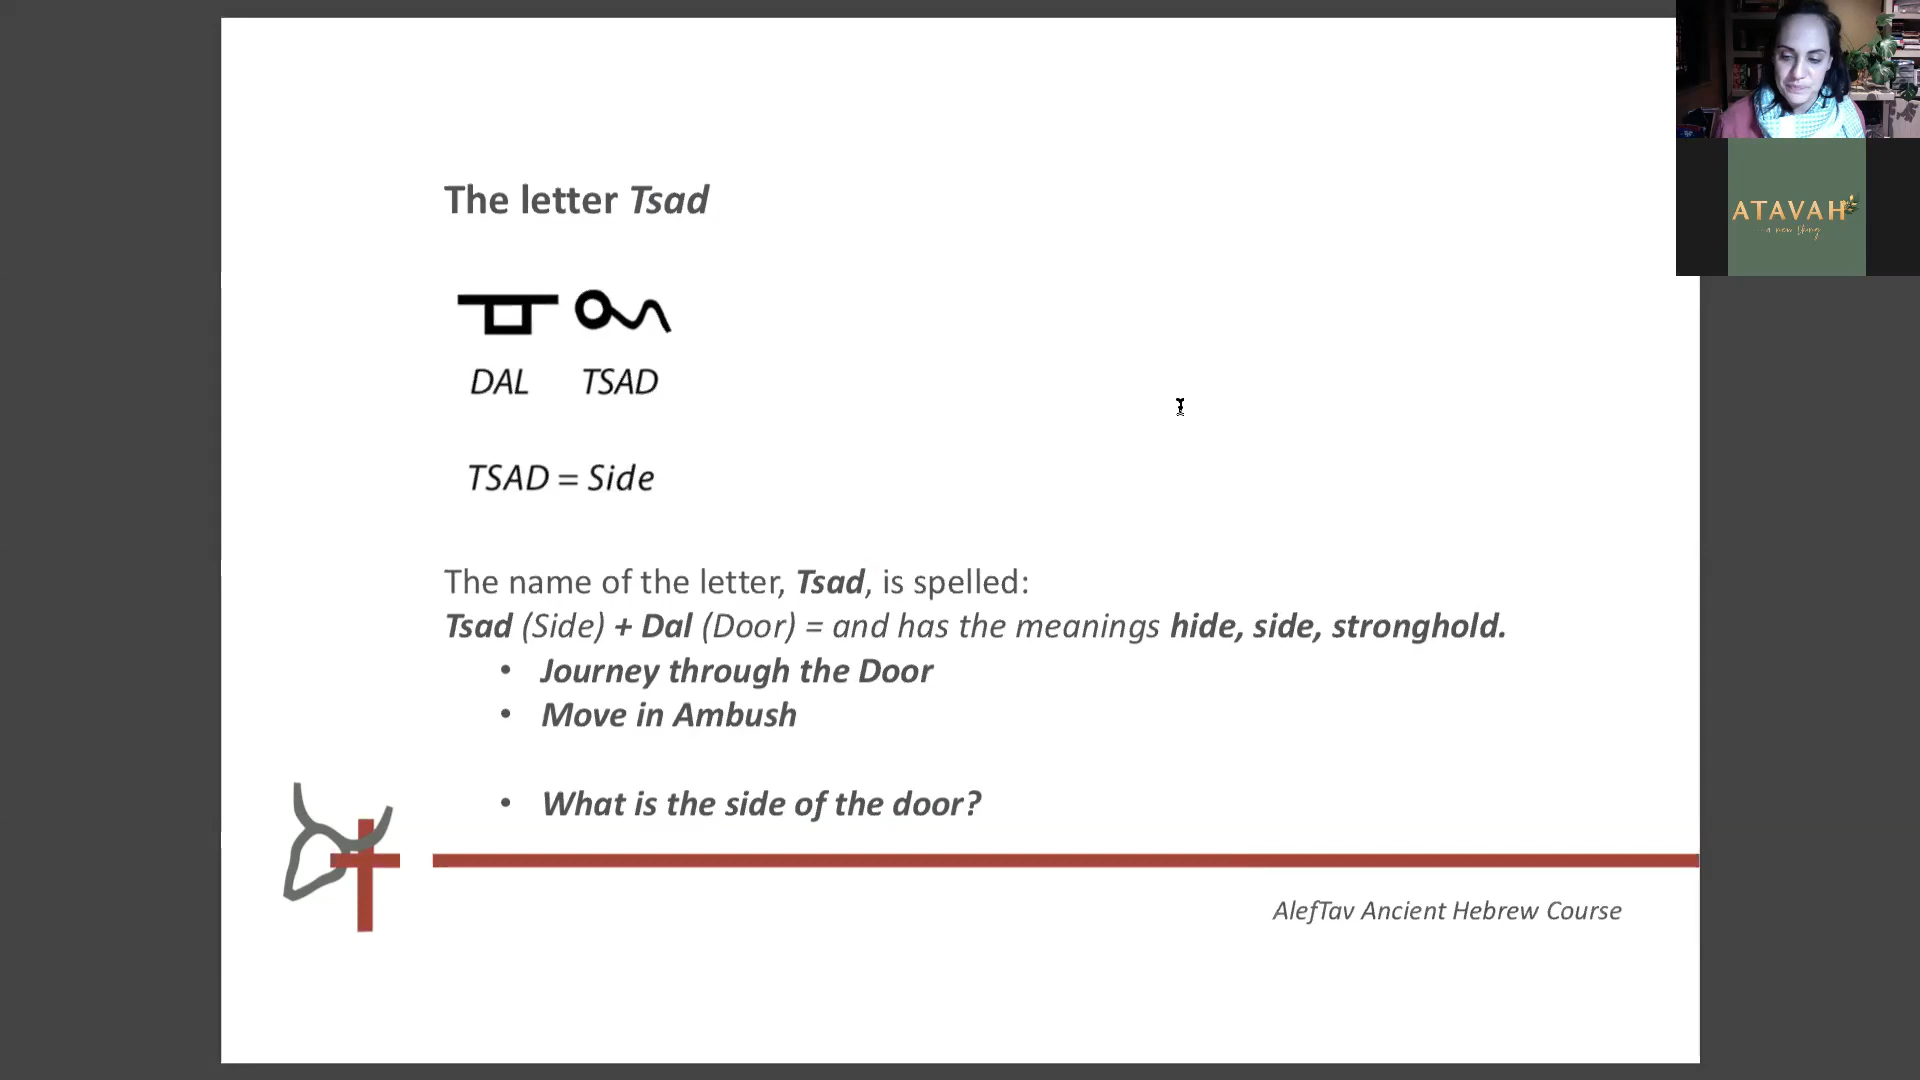 The letter Tsad
DAL TSAD
TSAD = Side
The name of the letter, Tsad, is spelled:
Tsad (Side) + Dal (Door) = and has the meanings hide, side, stronghold.
• Journey through the Door
• Move in Ambush
• What is the side of the door?
AlefTav Ancient Hebrew Course
ATAVAH
a new thing